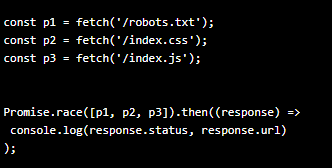 const p1 = fetch('/robots.txt');
const p2 = fetch('/index.css');
const p3 = fetch('/index.js');
Promise.race([p1, p2, p3]).then((response) =>
console.log(response.status, response.url)
);